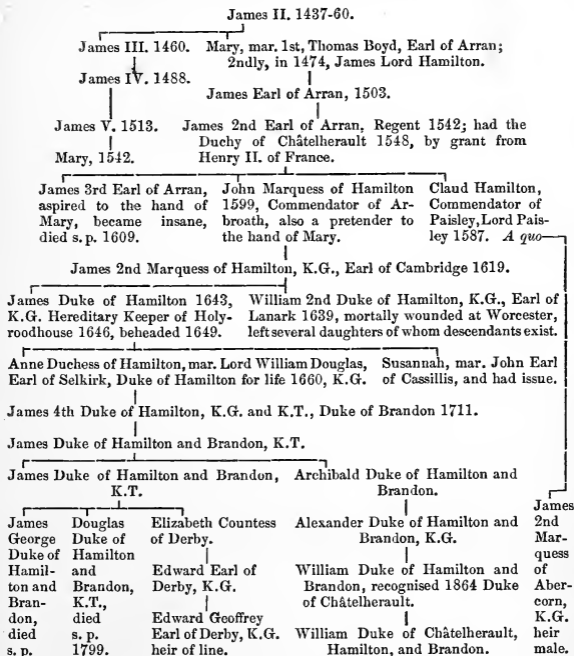 James II. 1437-60.
James III. 1460.
James IV. 1488.
James V. 1513.
Mary, 1542.
Mary, mar. 1st, Thomas Boyd, Earl of Arran;
2ndly, in 1474, James Lord Hamilton.
James Earl of Arran, 1503.
James 2nd Earl of Arran, Regent 1542; had the
Duchy of Châtelherault 1548, by grant from
Henry II. of France.
James 3rd Earl of Arran,
aspired to the hand of
Mary, became insane,
died s. p. 1609.
John Marquess of Hamilton
1599, Commendator of Ar-
broath, also a pretender to
the hand of Mary.
Claud Hamilton,
Commendator of
Paisley, Lord Pais-
ley 1587. A quo
James 2nd Marquess of Hamilton, K.G., Earl of Cambridge 1619.
James Duke of Hamilton 1643,
K.G. Hereditary Keeper of Holy-
roodhouse 1646, beheaded 1649.
William 2nd Duke of Hamilton, K.G., Earl of
Lanark 1639, mortally wounded at Worcester,
left several daughters of whom descendants exist.
Anne Duchess of Hamilton, mar. Lord William Douglas,
Earl of Selkirk, Duke of Hamilton for life 1660, K.G.
Susannah, mar. John Earl
of Cassillis, and had issue.
James 4th Duke of Hamilton, K.G. and K.T., Duke of Brandon 1711.
James Duke of Hamilton and Brandon, K.T.
James Duke of Hamilton and Brandon,
K.T.
Archibald Duke of Hamilton and
Brandon.
James
George
Duke of
Hamil-
ton and
Bran-
don,
died
s. p.
Douglas
Duke of
Hamilton
and
Brandon,
K.T.,
died
s. p.
1799.
Elizabeth Countess
of Derby.
Edward Earl of
Derby, K.G.
Edward Geoffrey
Earl of Derby, K.G.
heir of line.
Alexander Duke of Hamilton and
Brandon, K.G.
William Duke of Hamilton and
Brandon, recognised 1864 Duke
of Châtelherault.
William Duke of Châtelherault,
Hamilton, and Brandon.
James
2nd
Mar-
quess
of
Aber-
corn,
K.G.
heir
male.